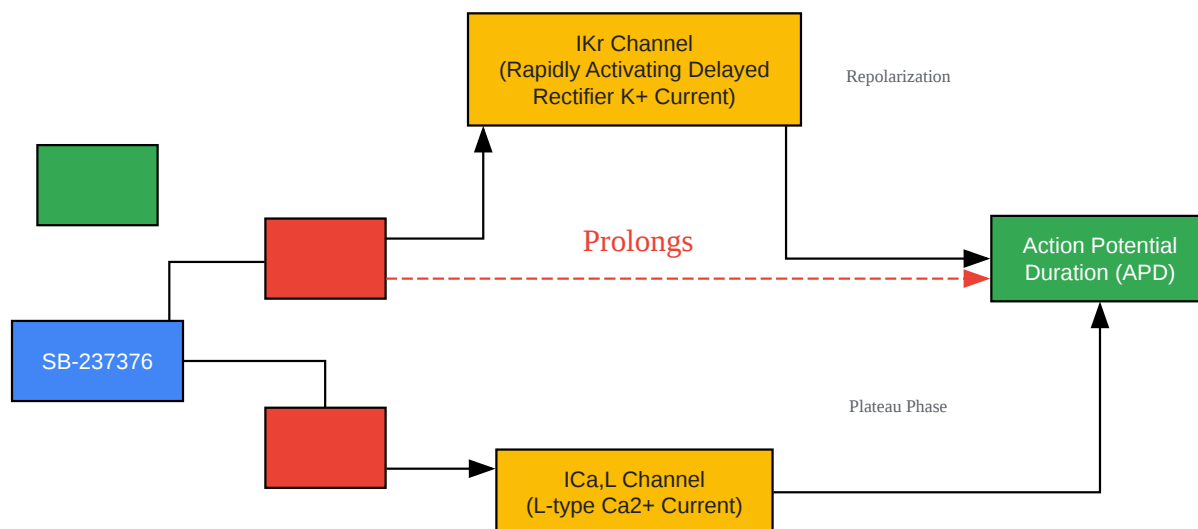 IKr Channel
(Rapidly Activating Delayed
Rectifier K+ Current)
Repolarization
Prolongs
Action Potential
Duration (APD)
SB-237376
Plateau Phase
ICa,L Channel
(L-type Ca2+ Current)